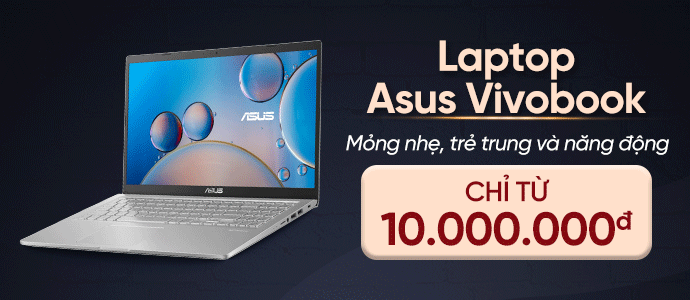 Laptop
Asus Vivobook
Mỏng nhẹ, trẻ trung và năng động
CHỈ TỪ
10.000.000đ
ASUS
ASUS